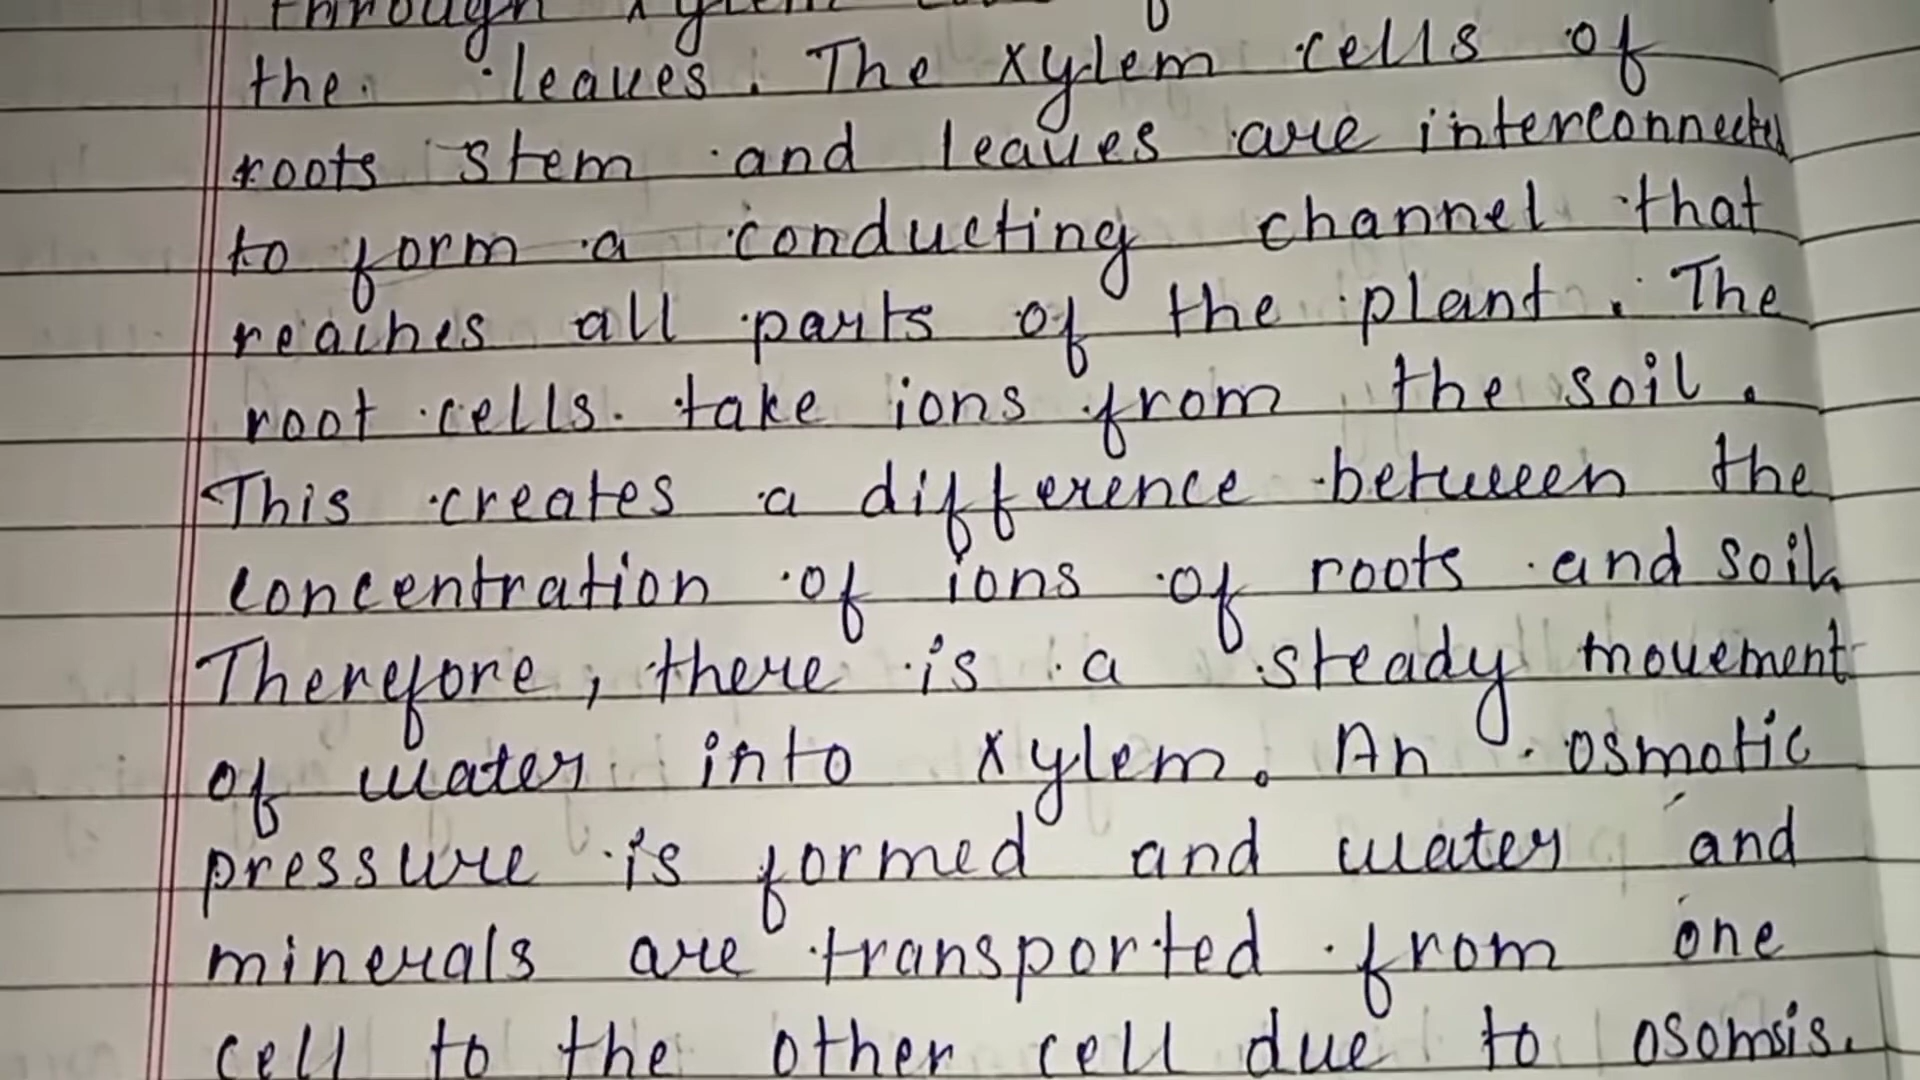 through xylem
the leaves. The xylem cells of
roots stem and leaves are interconnected
to form a conducting channel that
reaches all parts of the plant. The
root cells. take ions from the soil.
This creates a difference between the
concentration of ions of roots and soil.
Therefore, there is a steady movement
of water into xylem. An osmotic
pressure is formed and water and
minerals are transported from one
cell to the other cell due to osomsis.